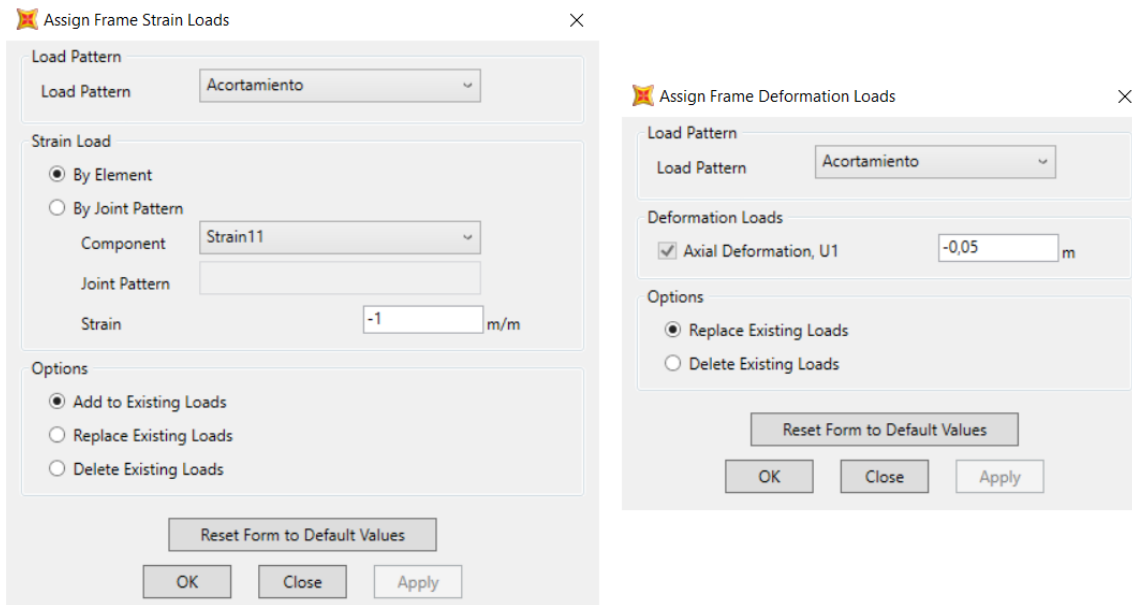 Assign Frame Strain Loads
Load Pattern
Load Pattern
Acortamiento
Strain Load
By Element
By Joint Pattern
Component
Strain11
Joint Pattern
Strain
-1
m/m
Options
Add to Existing Loads
Replace Existing Loads
Delete Existing Loads
Reset Form to Default Values
OK
Close
Apply
Assign Frame Deformation Loads
Load Pattern
Load Pattern
Acortamiento
Deformation Loads
Axial Deformation, U1
-0,05
m
Options
Replace Existing Loads
Delete Existing Loads
Reset Form to Default Values
OK
Close
Apply